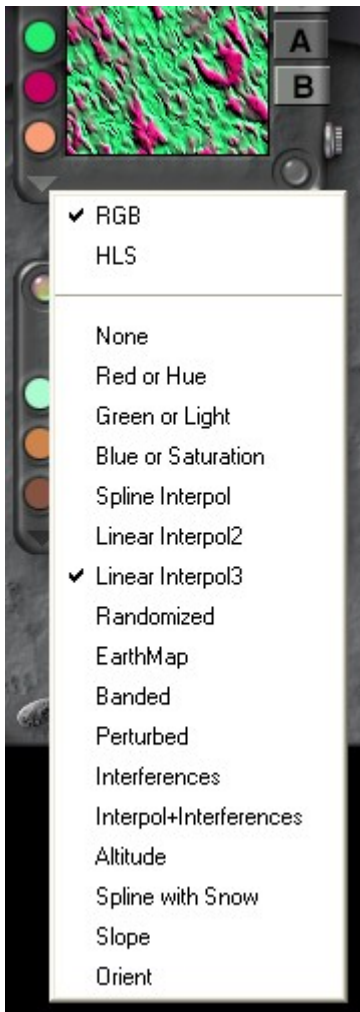 A
B
RGB
HLS
None
Red or Hue
Green or Light
Blue or Saturation
Spline Interpol
Linear Interpol2
Linear Interpol3
Randomized
EarthMap
Banded
Perturbed
Interferences
Interpol+Interferences
Altitude
Spline with Snow
Slope
Orient